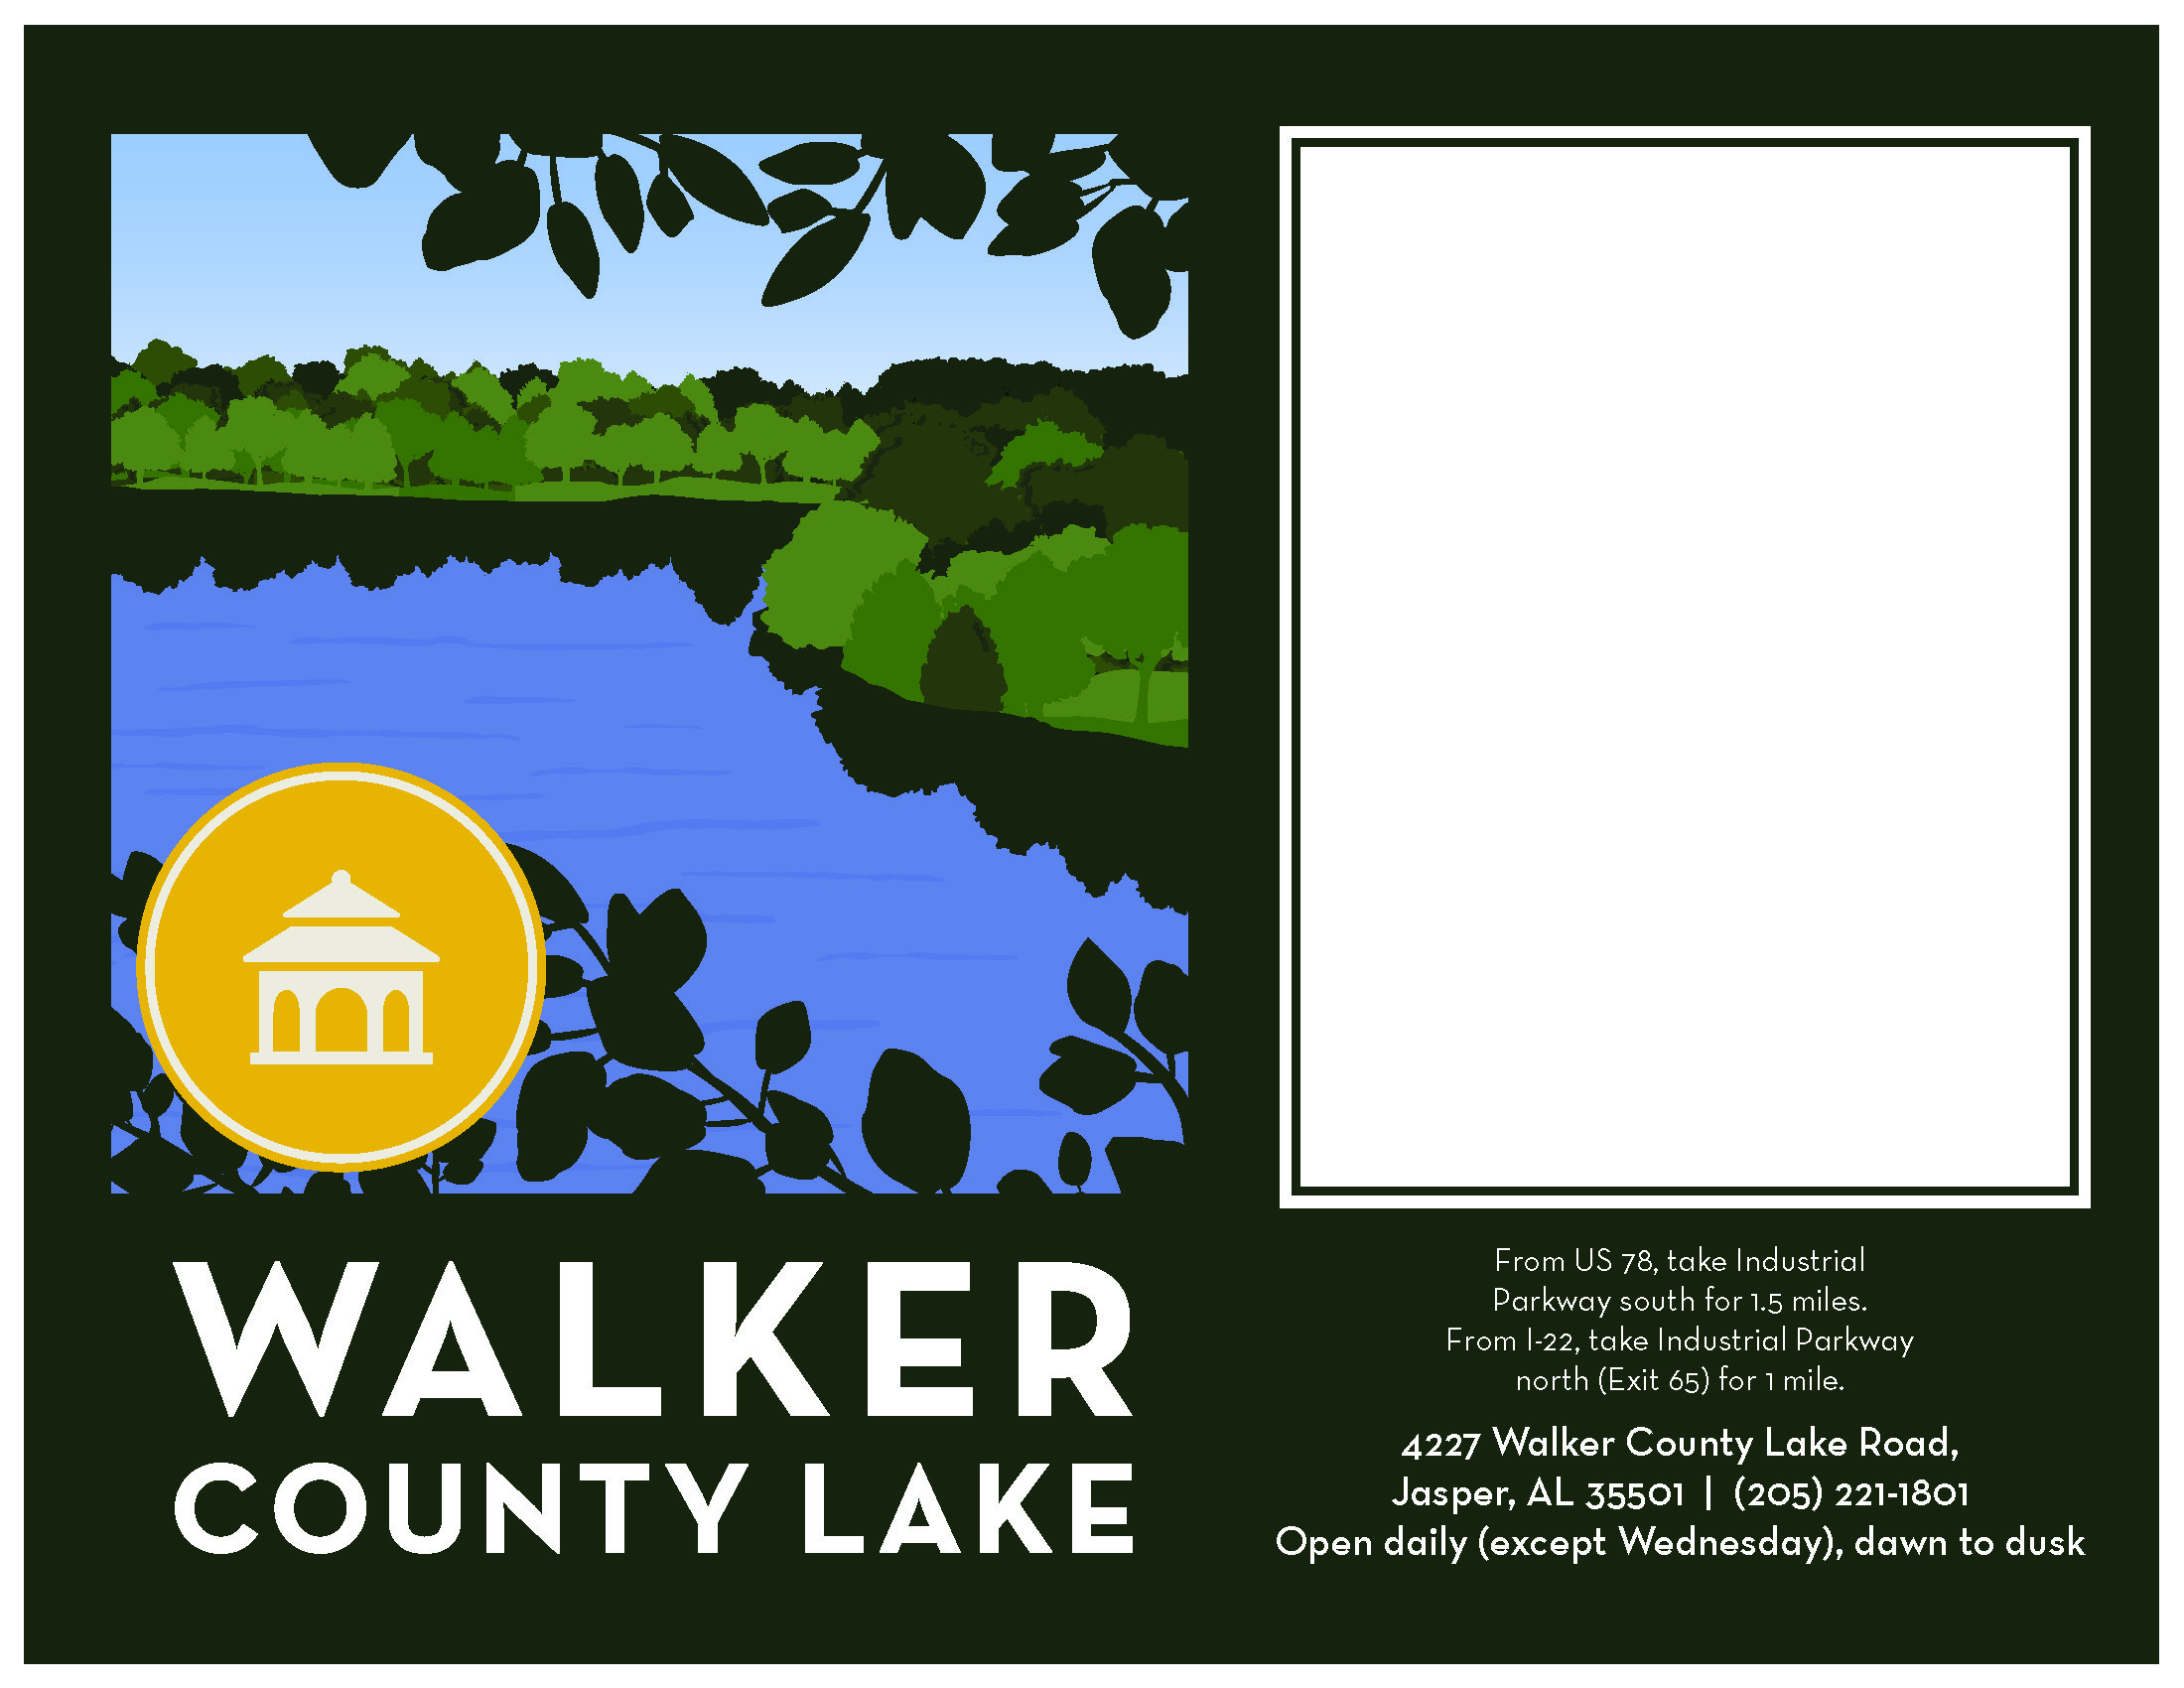 WALKER
COUNTY LAKE
From US 78, take Industrial
Parkway south for 1.5 miles.
From I-22, take Industrial Parkway
north (Exit 65) for 1 mile.
4227 Walker County Lake Road,
Jasper, AL 35501 | (205) 221-1801
Open daily (except Wednesday), dawn to dusk